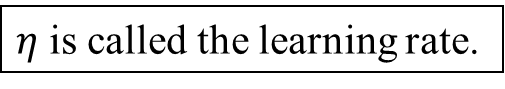 η is called the learning rate.